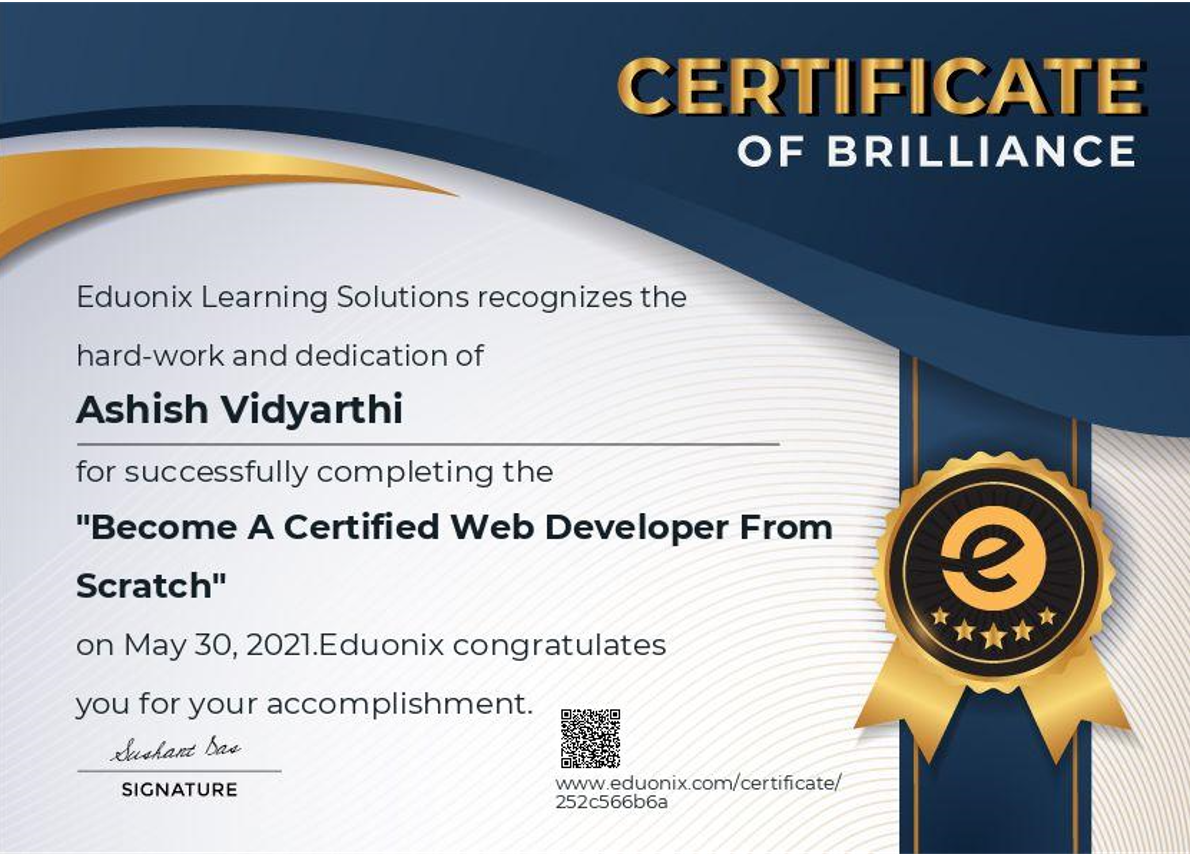 CERTIFICATE
OF BRILLIANCE
Eduonix Learning Solutions recognizes the
hard-work and dedication of
Ashish Vidyarthi
for successfully completing the
"Become A Certified Web Developer From
Scratch"
on May 30, 2021.Eduonix congratulates
you for your accomplishment.
Sushant Das
SIGNATURE
www.eduonix.com/certificate/
252c566b6a